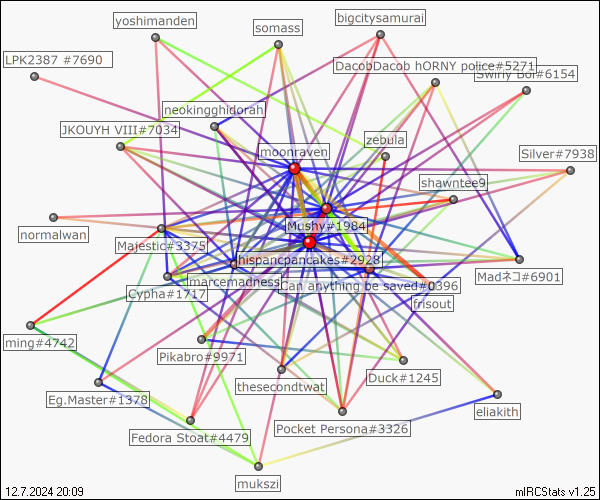 yoshimanden
somass
bigcitysamurai
LPK2387 #7690
DacobDacob hORNY police#5271
Swirly Boi#6154
neokingghidorah
JKOUYH VIII#7034
zebula
moonraven
Silver#7938
shawntee9
normalwan
Mushy#1984
Majestic#3375
hispancpancakes#2928
marcemadness
Can anything be saved#0396
Madネコ#6901
Cypha#1717
frisout
ming#4742
Pikabro#9971
Duck#1245
thesecondtwat
Eg.Master#1378
eliakith
Fedora Stoat#4479
Pocket Persona#3326
mukszi
12.7.2024 20:09
mIRCStats v1.25